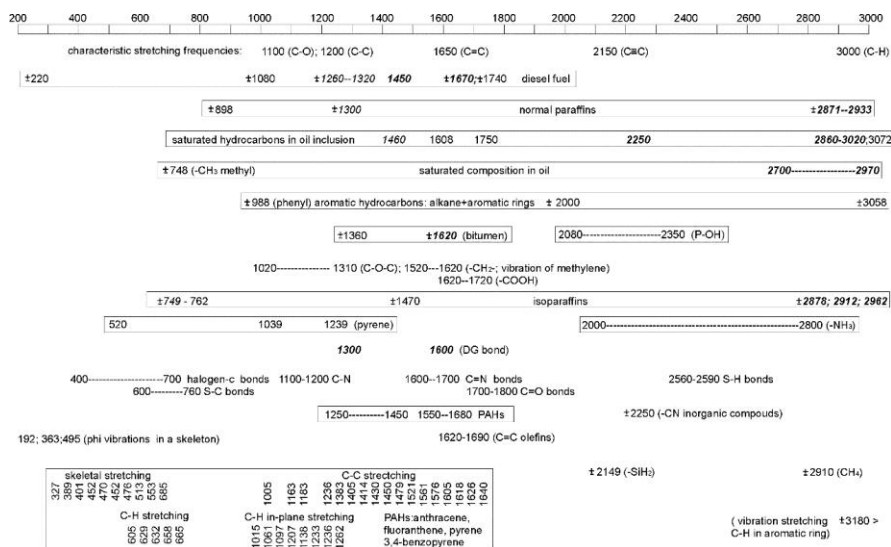 200 400 600 800 1000 1200 1400 1600 1800 2000 2200 2400 2600 2800 3000
characteristic stretching frequencies: 1100 (C-O); 1200 (C-C) 1650 (C=C) 2150 (C≡C) 3000 (C-H)
±220 ±1080 ±1260--1320 1450 ±1670;±1740 diesel fuel
±898 ±1300 normal paraffins ±2871--2933
saturated hydrocarbons in oil inclusion 1460 1608 1750 2250 2860-3020;3072
±748 (-CH₃ methyl) saturated composition in oil 2700-----------------2970
±988 (phenyl) aromatic hydrocarbons: alkane+aromatic rings ± 2000 ±3058
±1360 ±1620 (bitumen) 2080----------------------2350 (P-OH)
1020--------------1310 (C-O-C); 1520---1620 (-CH₂-; vibration of methylene)
1620--1720 (-COOH)
±749 - 762 ±1470 isoparaffins ±2878; 2912; 2962
520 1039 1239 (pyrene) 2000-----------------------------------------------------2800 (-NH₃)
1300 1600 (DG bond)
400---------------------700 halogen-c bonds 1100-1200 C-N 1600--1700 C=N bonds 2560-2590 S-H bonds
600---------760 S-C bonds 1700-1800 C=O bonds
1250----------1450 1550--1680 PAHs ±2250 (-CN inorganic compouds)
192; 363;495 (phi vibrations in a skeleton) 1620-1690 (C=C olefins)
skeletal stretching C-C strectching ±2149 (-SiH₂) ±2910 (CH₄)
327 389 401 452 470 452 476 513 553 685 1005 1163 1183 1236 1383 1405 1414 1430 1450 1479 1521 1561 1576 1605 1618 1626 1640
C-H stretching C-H in-plane stretching PAHs:anthracene,
fluoranthene, pyrene
3,4-benzopyrene
605 629 632 658 665 1015 1061 1097 1207 1138 1233 1236 1262
( vibration stretching ±3180 >
C-H in aromatic ring)